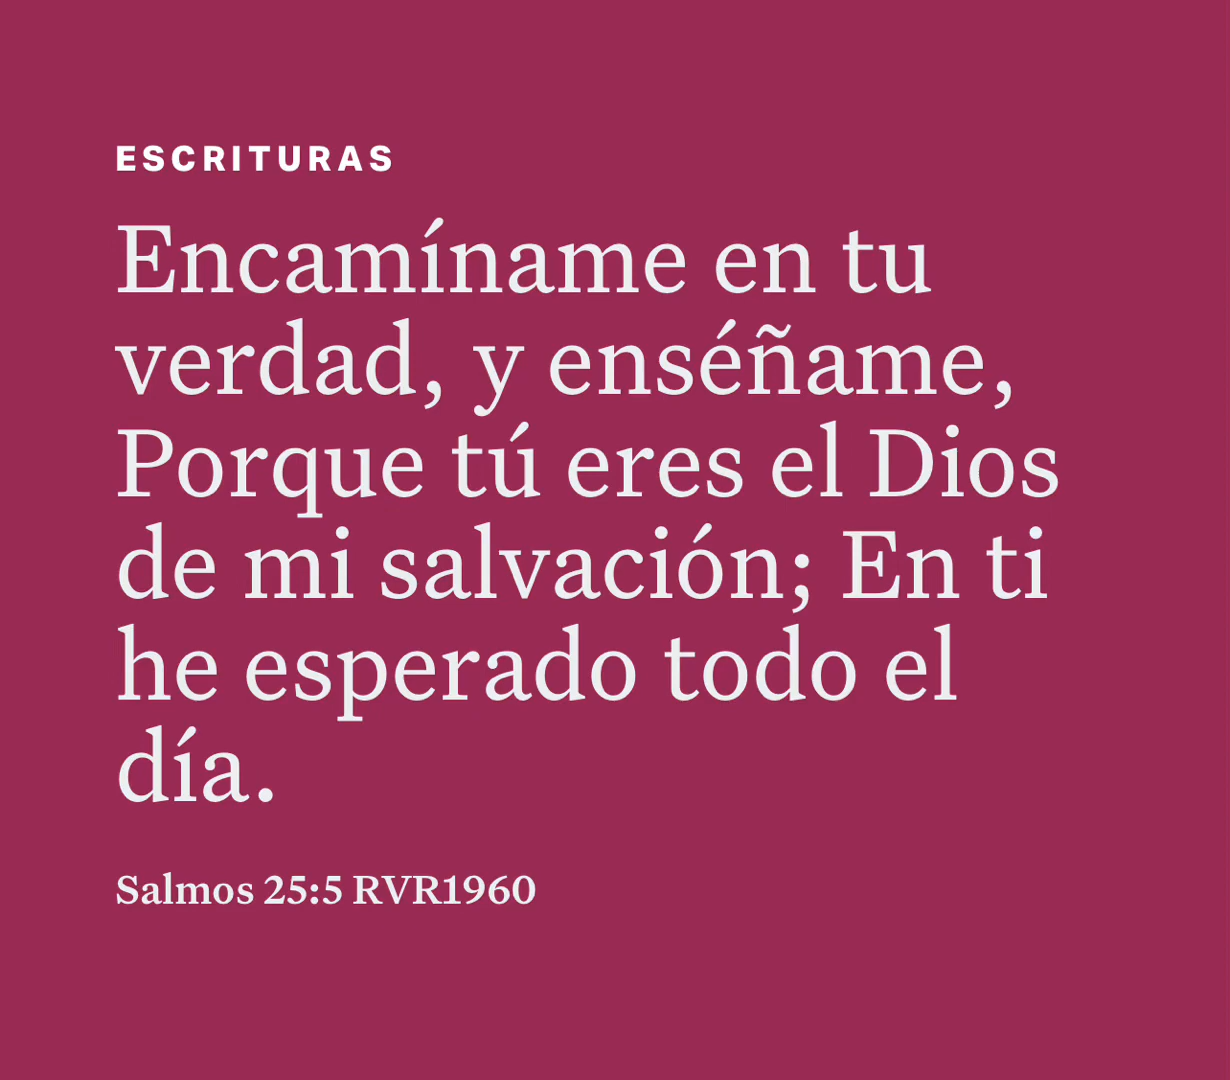 ESCRITURAS
Encamíname en tu
verdad, y enséñame,
Porque tú eres el Dios
de mi salvación; En ti
he esperado todo el
día.
Salmos 25:5 RVR1960